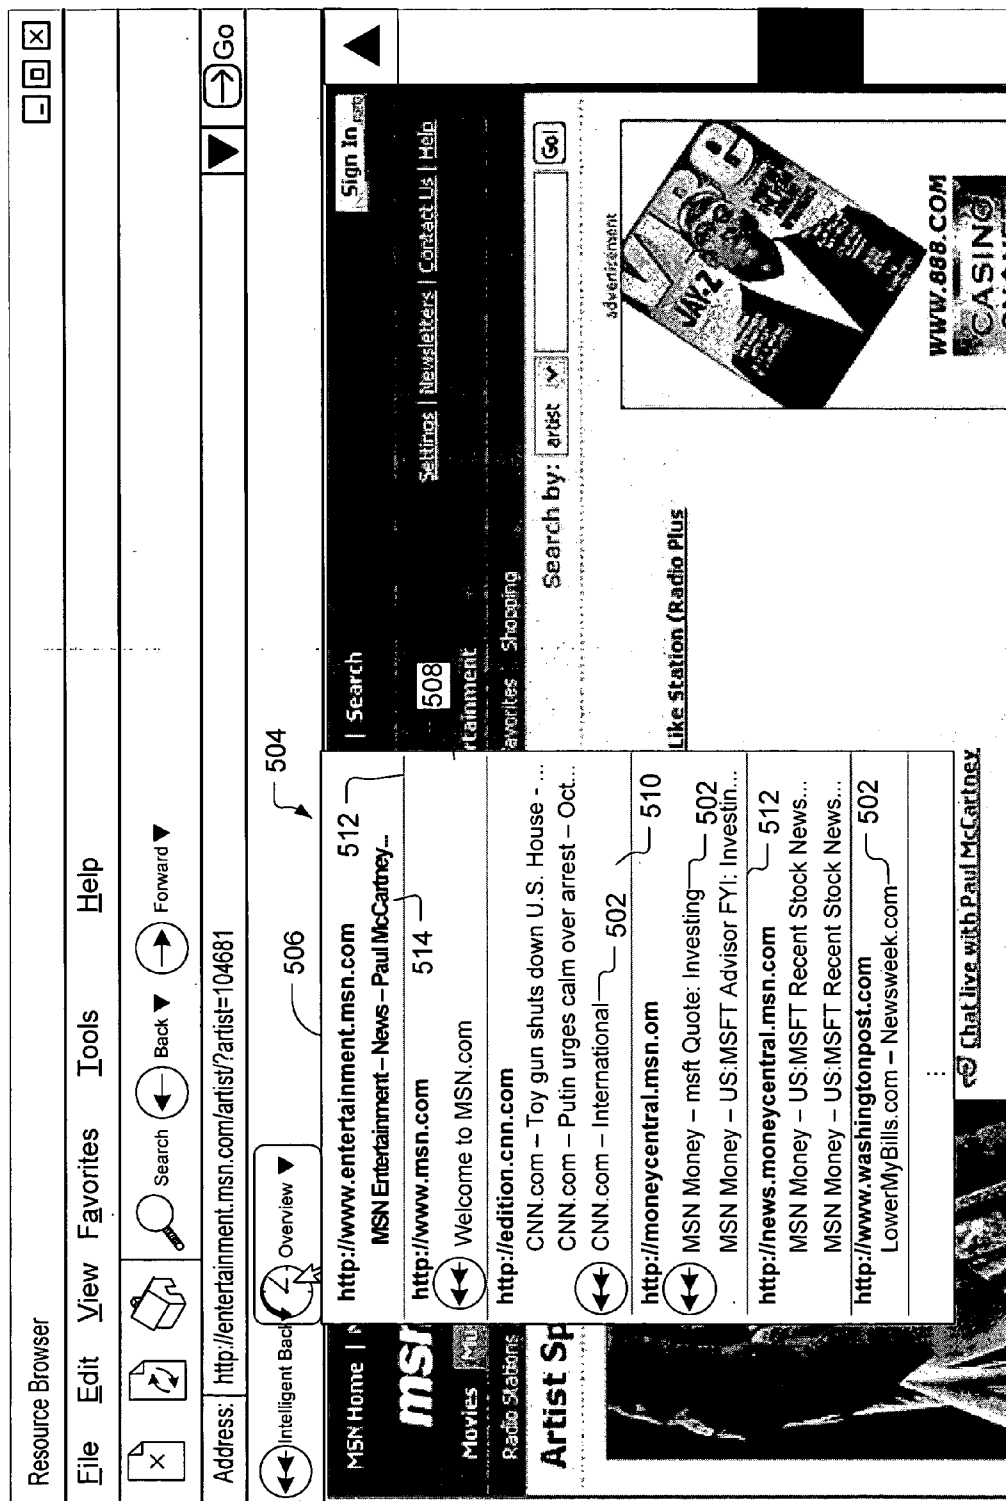 Resource Browser
File Edit View Favorites Tools Help
Search Back Forward
Address: http://entertainment.msn.com/artist/?artist=104681 Go
Intelligent Back Overview
506
504
MSN Home | Search Sign In
http://www.entertainment.msn.com 512
MSN Entertainment – News – Paul McCartney...
514
http://www.msn.com
Welcome to MSN.com
508
msn
Settings | Newsletters | Contact Us | Help
Movies Mu rtainment
Radio Stations avorites Shopping
http://edition.cnn.com
CNN.com – Toy gun shuts down U.S. House - ...
CNN.com – Putin urges calm over arrest – Oct...
CNN.com – International 502
510
Artist Sp Search by: artist Go!
http://moneycentral.msn.om
MSN Money – msft Quote: Investing 502
MSN Money – US:MSFT Advisor FYI: Investin...
http://news.moneycentral.msn.com 512
MSN Money – US:MSFT Recent Stock News...
MSN Money – US:MSFT Recent Stock News...
http://www.washingtonpost.com
LowerMyBills.com – Newsweek.com 502
...
Like Station (Radio Plus
Chat live with Paul McCartney
advertisement
JAY-Z
WWW.888.COM
CASINO